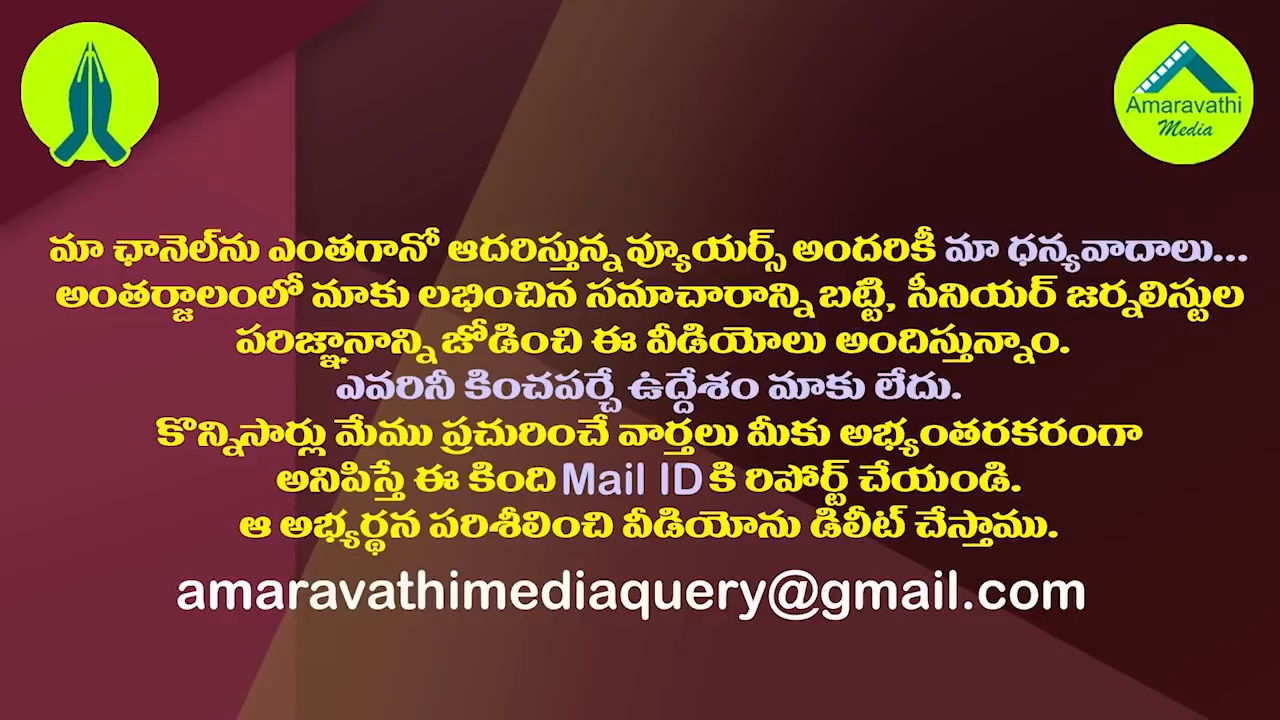 Amaravathi
Media
మా ఛానెల్‌ను ఎంతగానో ఆదరిస్తున్న వ్యూయర్స్ అందరికీ మా ధన్యవాదాలు...
అంతర్జాలంలో మాకు లభించిన సమాచారాన్ని బట్టి, సీనియర్ జర్నలిస్టుల
పరిజ్ఞానాన్ని జోడించి ఈ వీడియోలు అందిస్తున్నాం.
ఎవరినీ కించపర్చే ఉద్దేశం మాకు లేదు.
కొన్నిసార్లు మేము ప్రచురించే వార్తలు మీకు అభ్యంతరకరంగా
అనిపిస్తే ఈ కింది Mail ID కి రిపోర్ట్ చేయండి.
ఆ అభ్యర్థన పరిశీలించి వీడియోను డిలీట్ చేస్తాము.
amaravathimediaquery@gmail.com